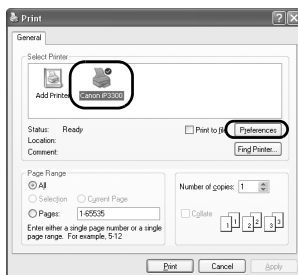 Print
General
Select Printer
Add Printer
Canon iP3300
Status: Ready
Location:
Comment:
Print to file
Preferences
Find Printer...
Page Range
All
Selection
Current Page
Pages: 1-65535
Enter either a single page number or a single
page range. For example, 5-12
Number of copies: 1
Collate
1 1 2 2 3 3
Print
Cancel
Apply